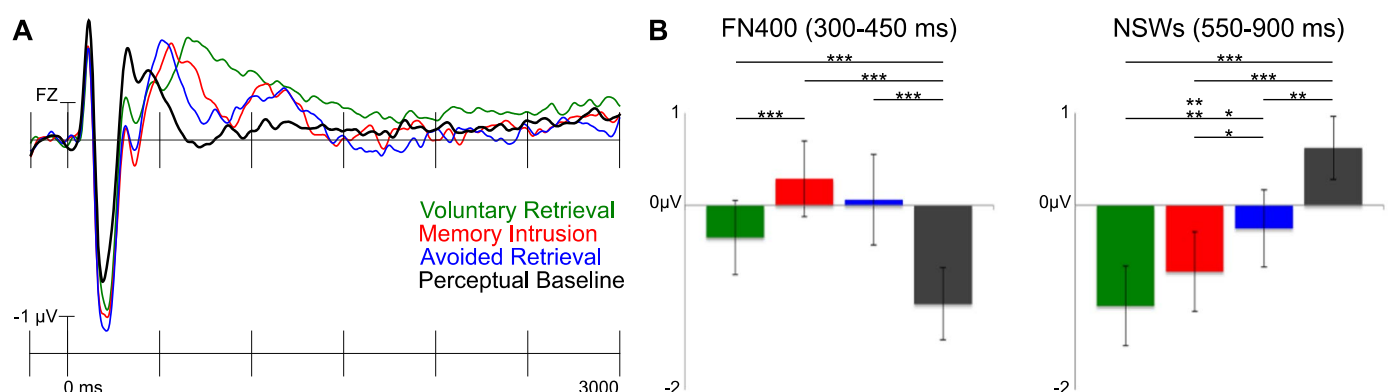 A
FZ
-1 µV
0 ms
3000
Voluntary Retrieval
Memory Intrusion
Avoided Retrieval
Perceptual Baseline
B
FN400 (300-450 ms)
***
***
***
***
1
0µV
-2
NSWs (550-900 ms)
***
***
**
**
** *
*
1
0µV
-2